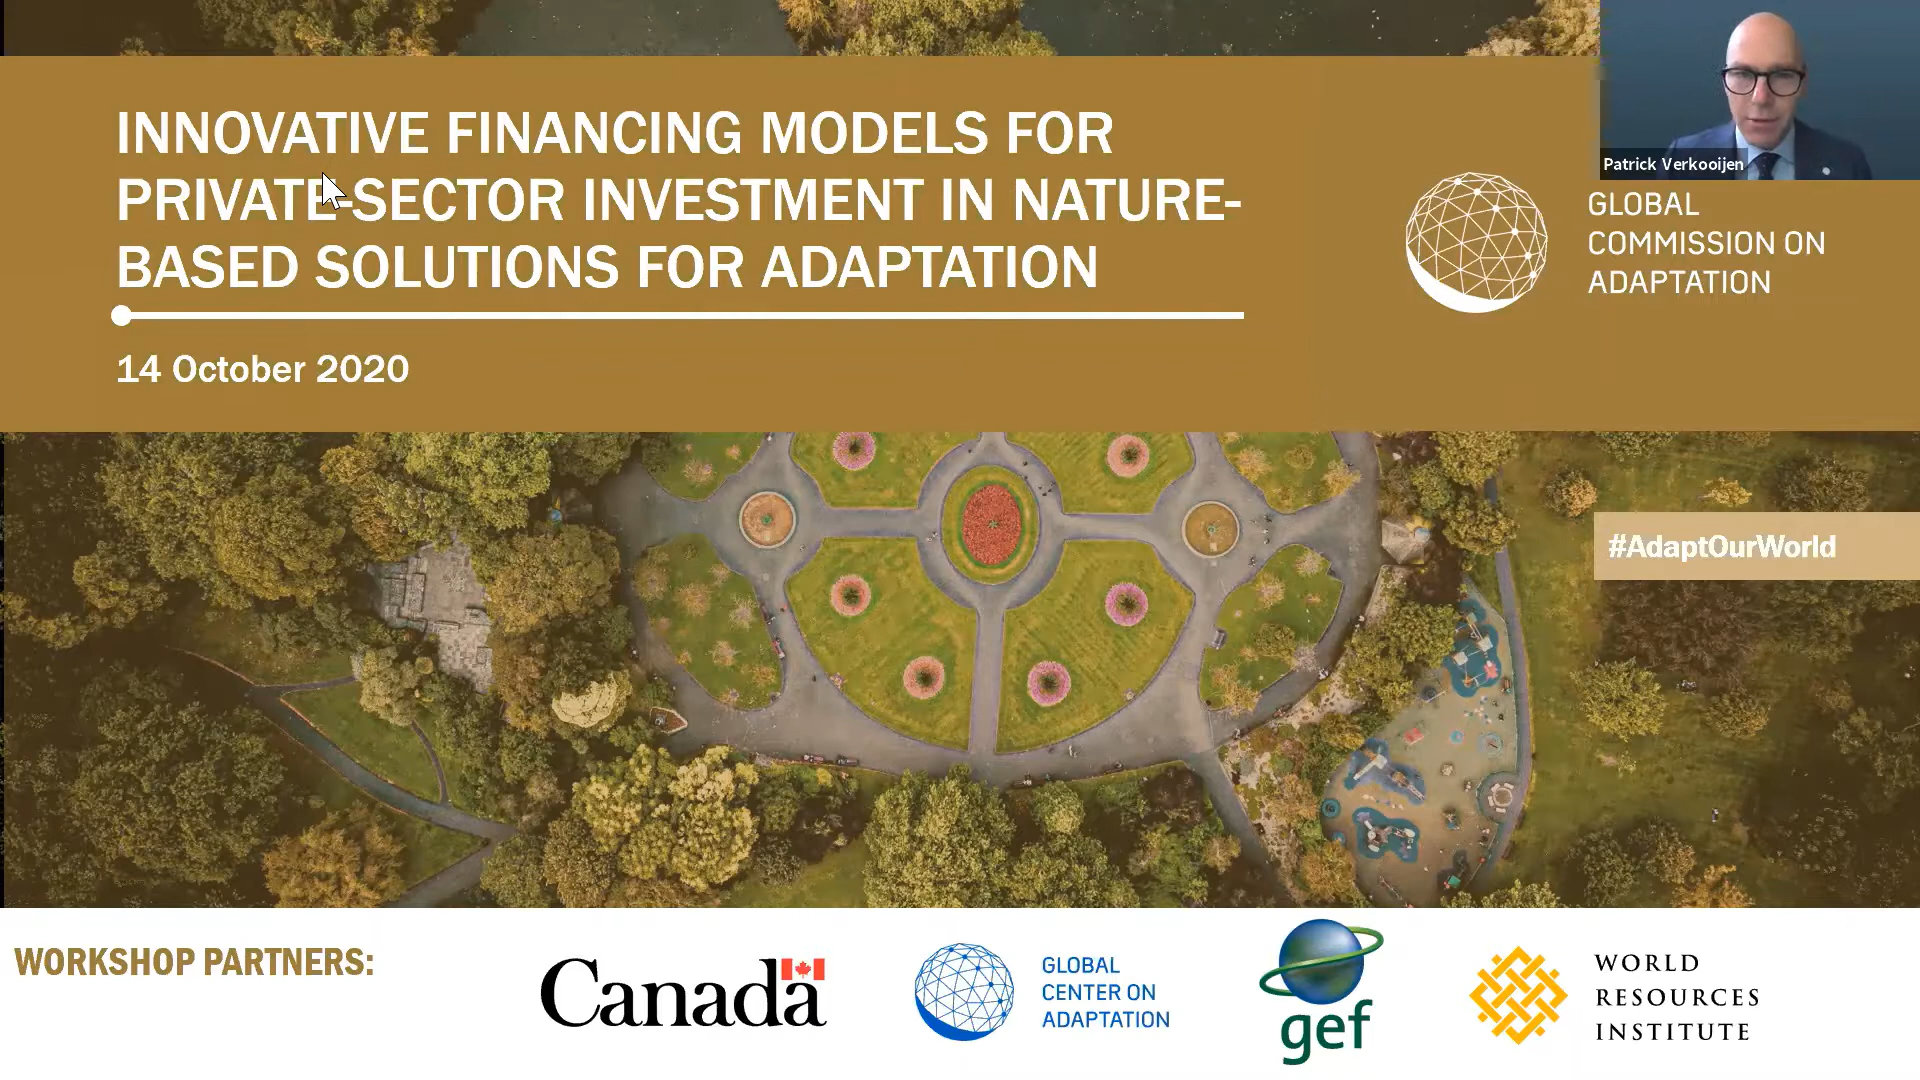 INNOVATIVE FINANCING MODELS FOR
PRIVATE-SECTOR INVESTMENT IN NATURE-
BASED SOLUTIONS FOR ADAPTATION
14 October 2020
Patrick Verkooijen
GLOBAL
COMMISSION ON
ADAPTATION
#AdaptOurWorld
WORKSHOP PARTNERS:
Canada
GLOBAL
CENTER ON
ADAPTATION
gef
WORLD
RESOURCES
INSTITUTE